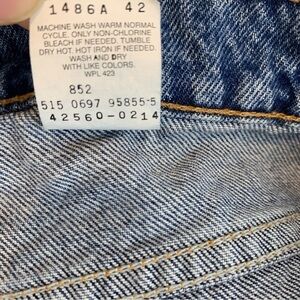 1486A 42
MACHINE WASH WARM NORMAL
CYCLE. ONLY NON-CHLORINE
BLEACH IF NEEDED. TUMBLE
DRY HOT. HOT IRON IF NEEDED.
WASH AND DRY
WITH LIKE COLORS.
WPL 423
852
515 0697 95855-5
42560-0214